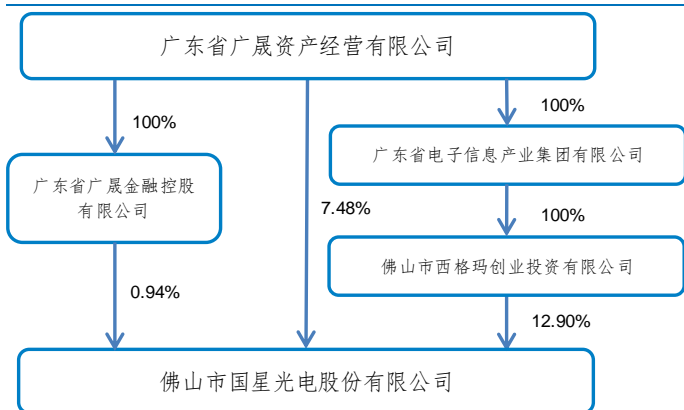 广东省广晟资产经营有限公司
100%
100%
广东省电子信息产业集团有限公司
广东省广晟金融控股
有限公司
7.48%
100%
佛山市西格玛创业投资有限公司
0.94%
12.90%
佛山市国星光电股份有限公司